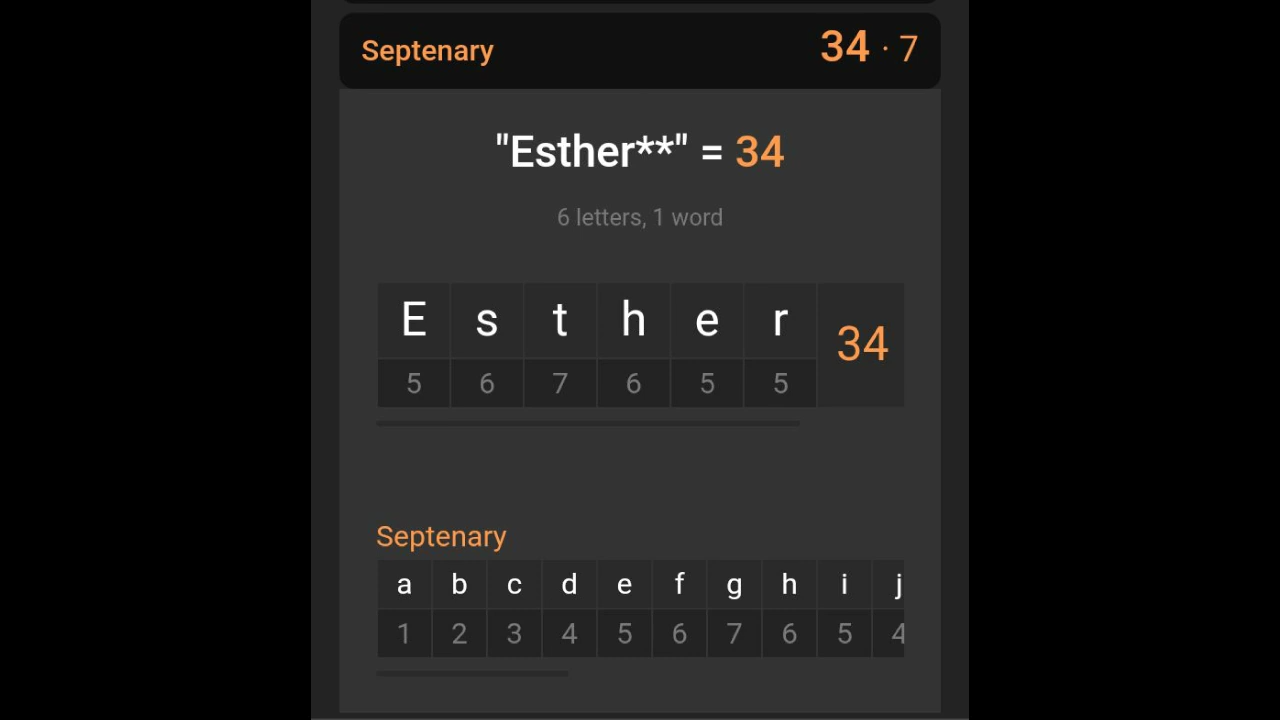 Septenary 34 · 7
"Esther**" = 34
6 letters, 1 word
E s t h e r 34
5 6 7 6 5 5
Septenary
a b c d e f g h i j
1 2 3 4 5 6 7 6 5 4